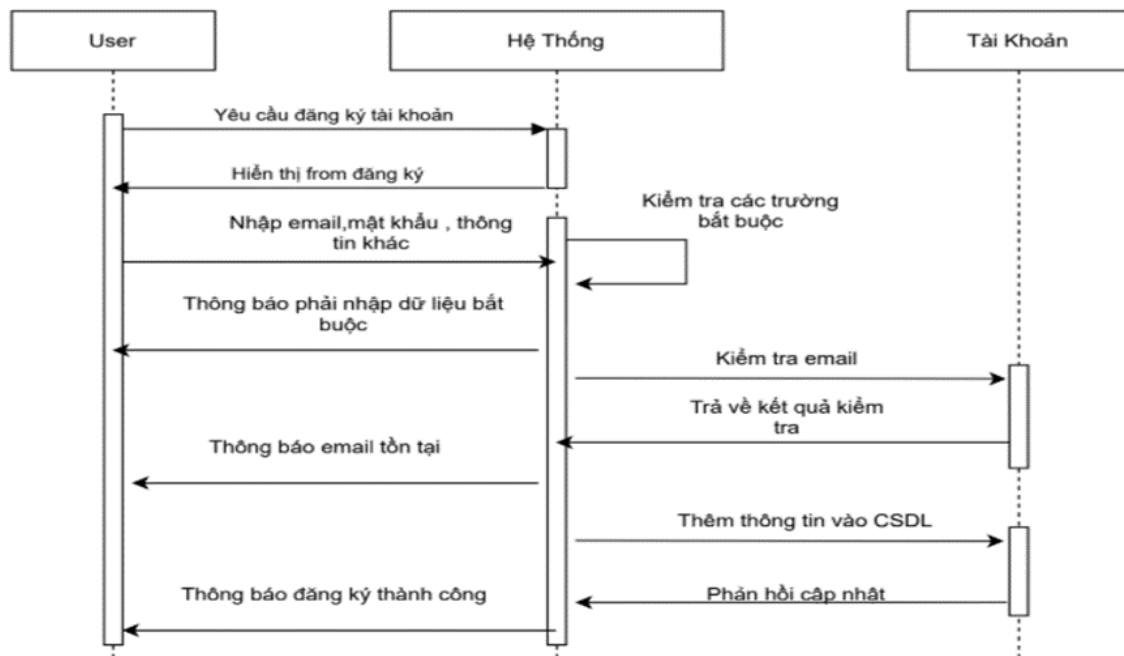 User
Hệ Thống
Tài Khoản
Yêu cầu đăng ký tài khoản
Hiển thị from đăng ký
Kiểm tra các trường
bắt buộc
Nhập email,mật khẩu , thông
tin khác
Thông báo phải nhập dữ liệu bắt
buộc
Kiểm tra email
Trả về kết quả kiểm
tra
Thông báo email tồn tại
Thêm thông tin vào CSDL
Thông báo đăng ký thành công
Phản hồi cập nhật